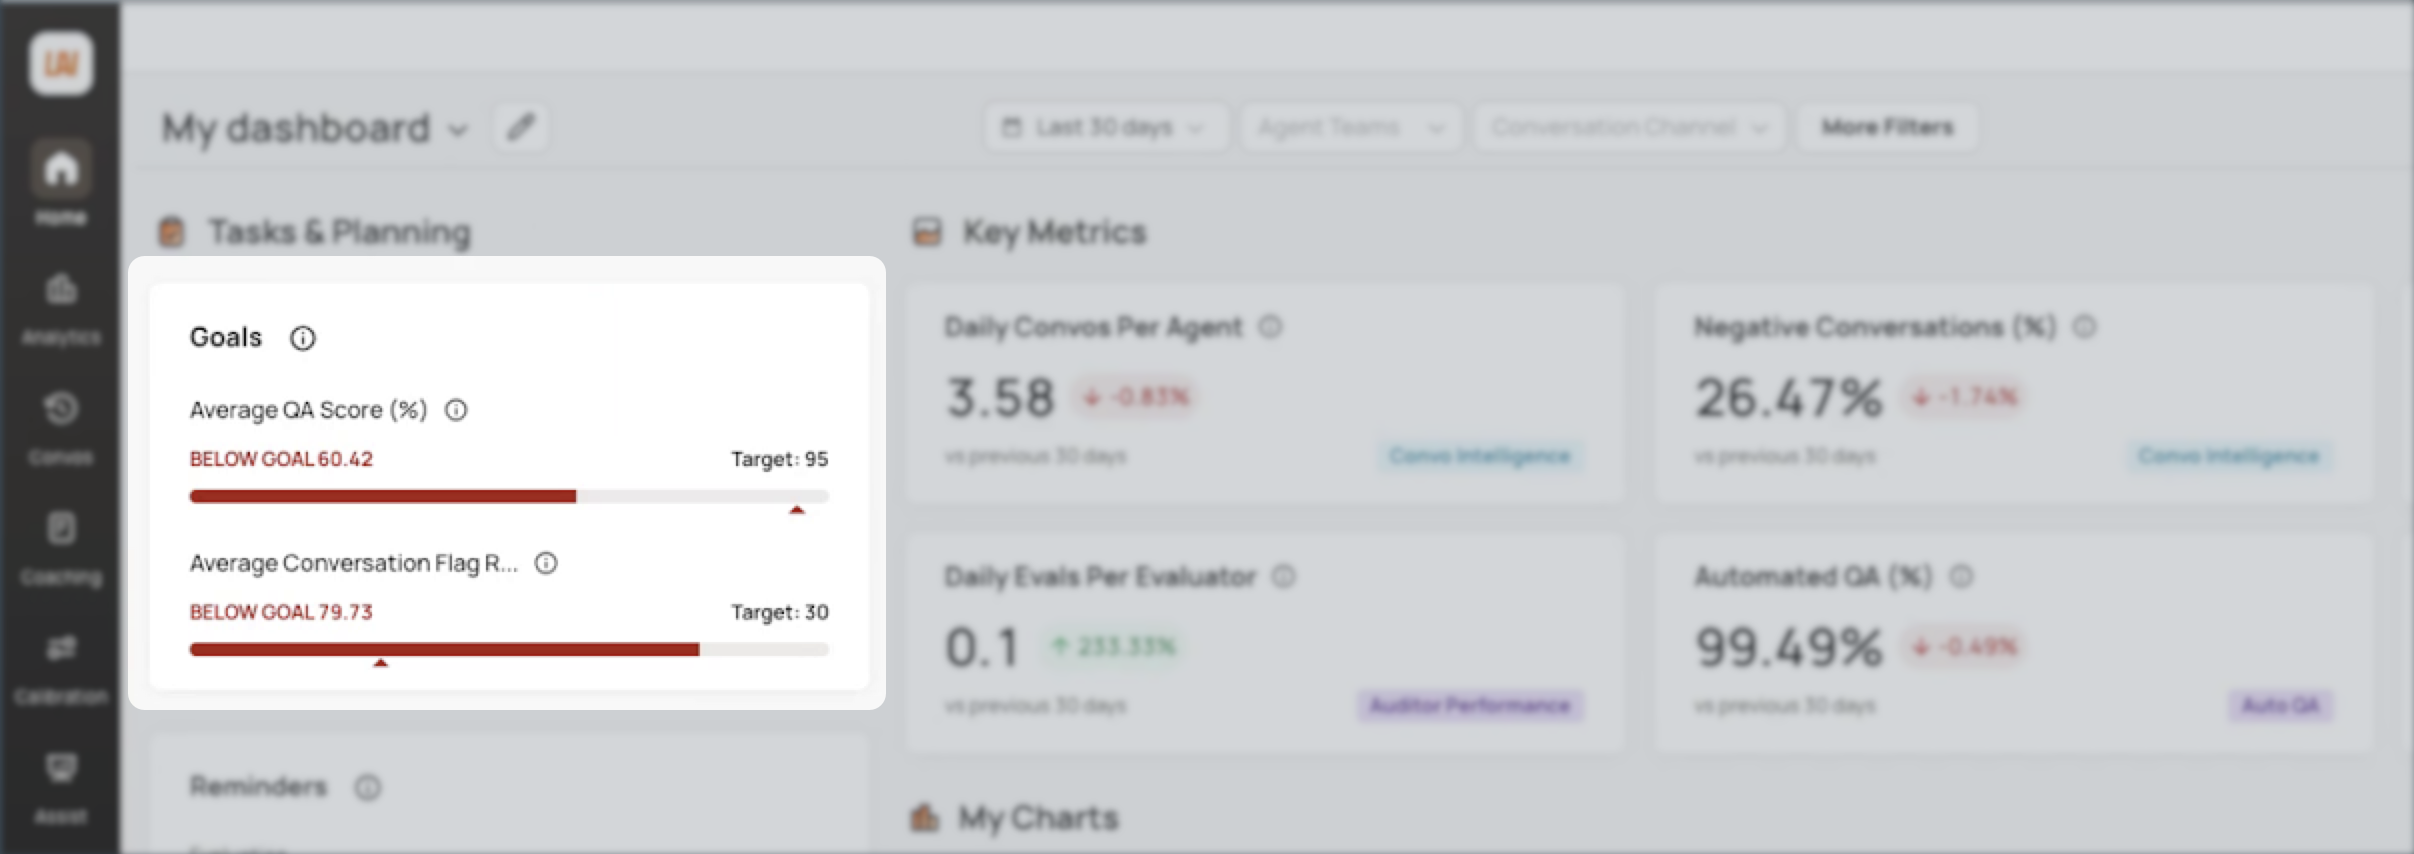 My dashboard
Last 30 days
Agent Teams
Conversation Channel
More Filters
Home
Analytics
Convos
Coaching
Calibration
Assist
Tasks & Planning
Goals
Average QA Score (%)
BELOW GOAL 60.42 Target: 95
Average Conversation Flag R...
BELOW GOAL 79.73 Target: 30
Reminders
Key Metrics
Daily Convos Per Agent
3.58 -0.83%
vs previous 30 days Convo Intelligence
Negative Conversations (%)
26.47% -1.74%
vs previous 30 days Convo Intelligence
Daily Evals Per Evaluator
0.1 233.33%
vs previous 30 days Auditor Performance
Automated QA (%)
99.49% -0.49%
vs previous 30 days Auto QA
My Charts